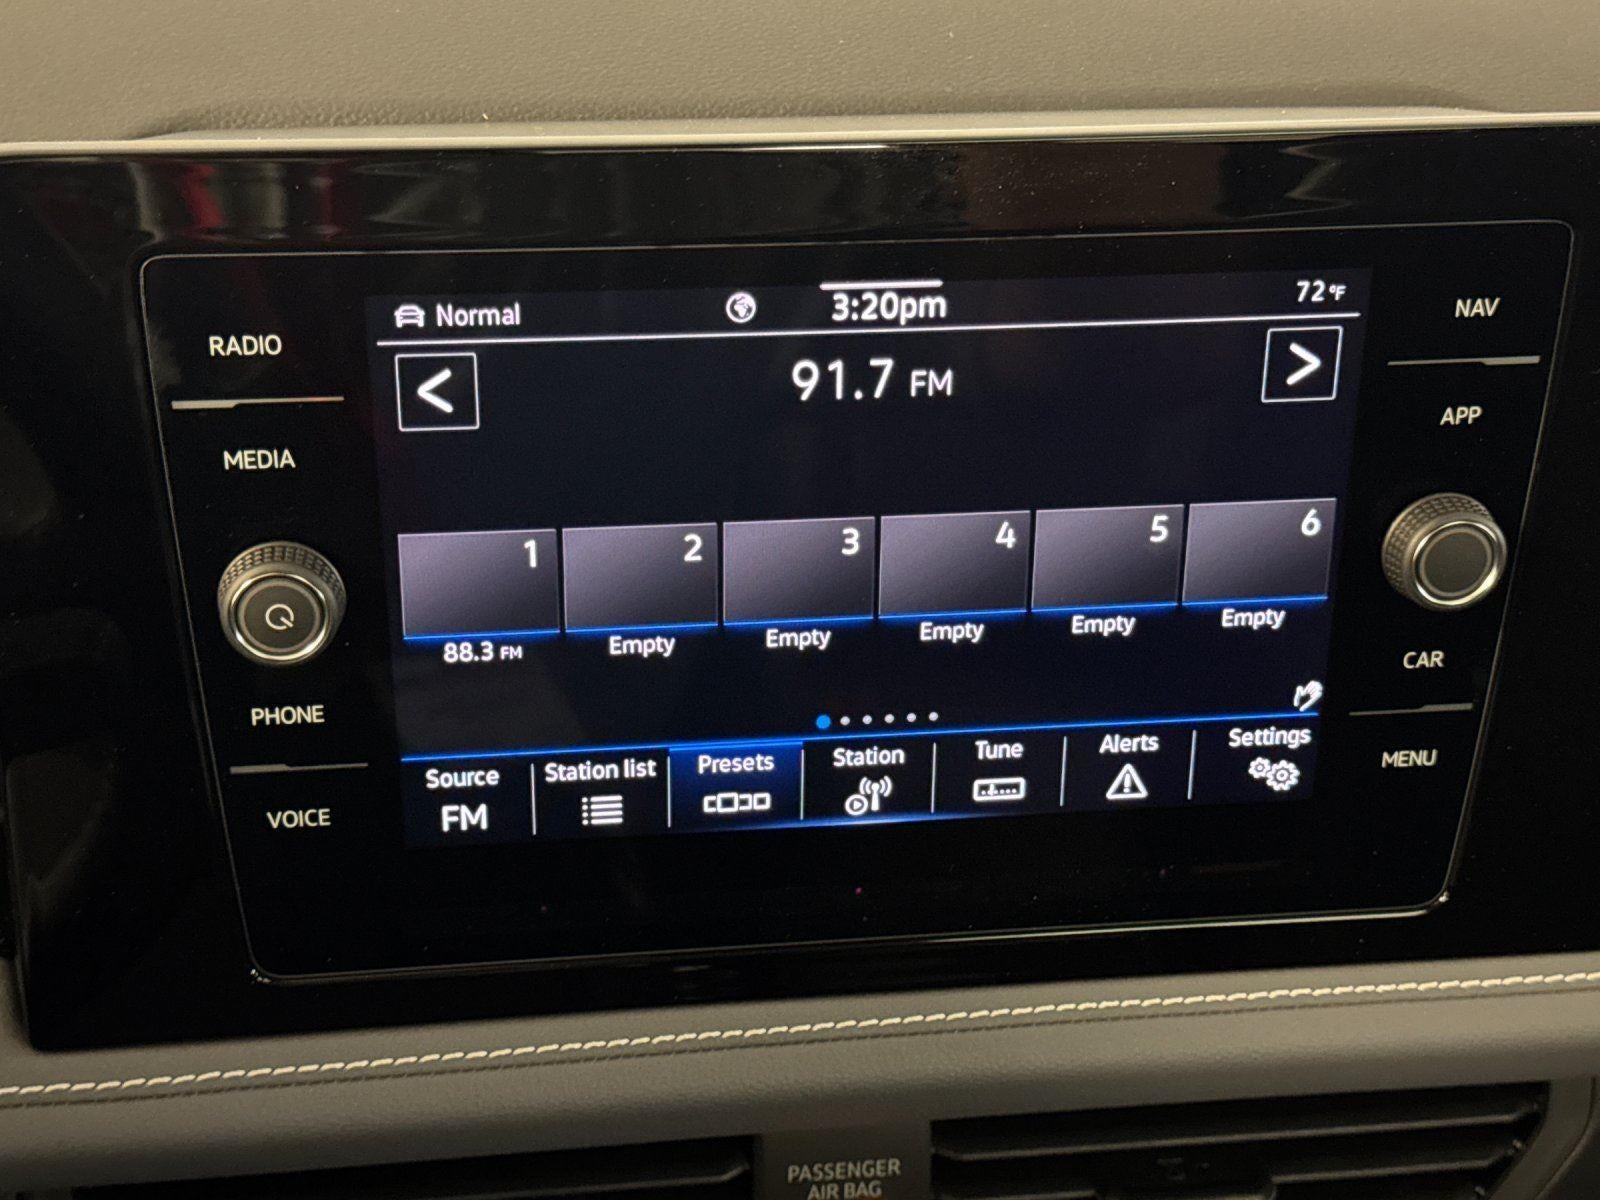 Normal
3:20pm
72°F
RADIO
NAV
<
91.7 FM
>
MEDIA
APP
1
2
3
4
5
6
88.3 FM
Empty
Empty
Empty
Empty
Empty
PHONE
CAR
Source
FM
Station list
Presets
Station
Tune
Alerts
Settings
VOICE
MENU
PASSENGER
AIR BAG